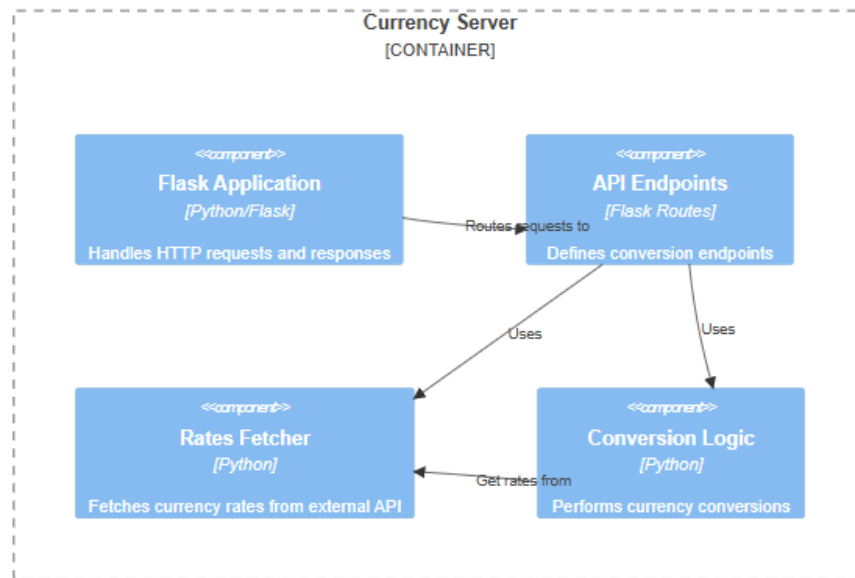 Currency Server
[CONTAINER]
<<component>>
Flask Application
[Python/Flask]
Handles HTTP requests and responses
Routes requests to
<<component>>
API Endpoints
[Flask Routes]
Defines conversion endpoints
Uses
Uses
<<component>>
Rates Fetcher
[Python]
Fetches currency rates from external API
Get rates from
<<component>>
Conversion Logic
[Python]
Performs currency conversions